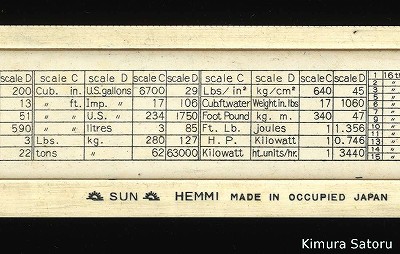 scale D scale C scale D scale C scale D scale C scale D scale C scale D 1 16th
200 Cub. in. U.S. gallons 6700 29 Lbs/in² kg/cm² 640 45
13 〃 ft. Imp. 〃 17 106 Cub.ft water Weight in. lbs 17 1060
51 〃 〃 U.S. 〃 234 1750 Foot Pound kg. m. 340 47
590 〃 〃 litres 3 85 Ft. Lb. joules 1 1.356
3 Lbs. kg. 280 127 H. P. Kilowatt 1 0.746
22 tons 〃 62 63000 Kilowatt ht.units/hr. 1 3440
SUN HEMMI MADE IN OCCUPIED JAPAN
Kimura Satoru